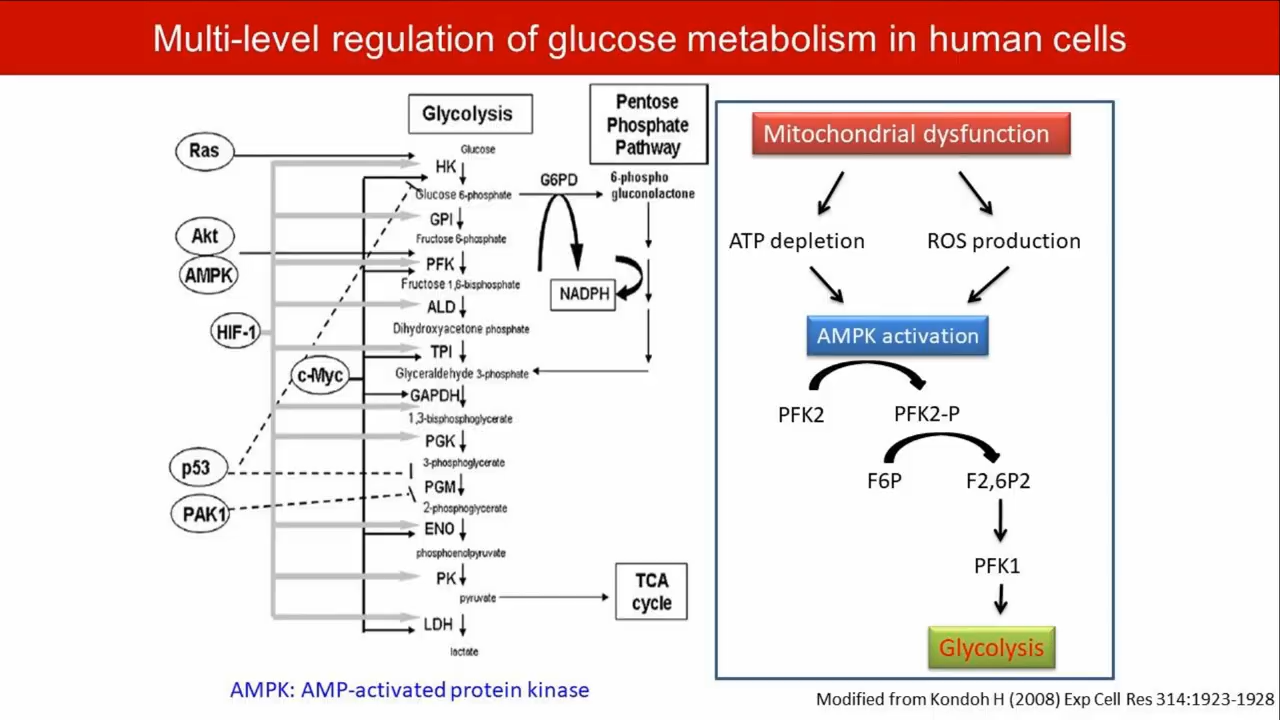 Multi-level regulation of glucose metabolism in human cells
Glycolysis
Pentose
Phosphate
Pathway
Ras
Akt
AMPK
HIF-1
c-Myc
p53
PAK1
Glucose
HK
Glucose 6-phosphate
GPI
Fructose 6-phosphate
PFK
Fructose 1,6-bisphosphate
ALD
Dihydroxyacetone phosphate
TPI
Glyceraldehyde 3-phosphate
GAPDH
1,3-bisphosphoglycerate
PGK
3-phosphoglycerate
PGM
2-phosphoglycerate
ENO
phosphoenolpyruvate
PK
pyruvate
LDH
lactate
G6PD
6-phospho
gluconolactone
NADPH
TCA
cycle
AMPK: AMP-activated protein kinase
Mitochondrial dysfunction
ATP depletion
ROS production
AMPK activation
PFK2
PFK2-P
F6P
F2,6P2
PFK1
Glycolysis
Modified from Kondoh H (2008) Exp Cell Res 314:1923-1928